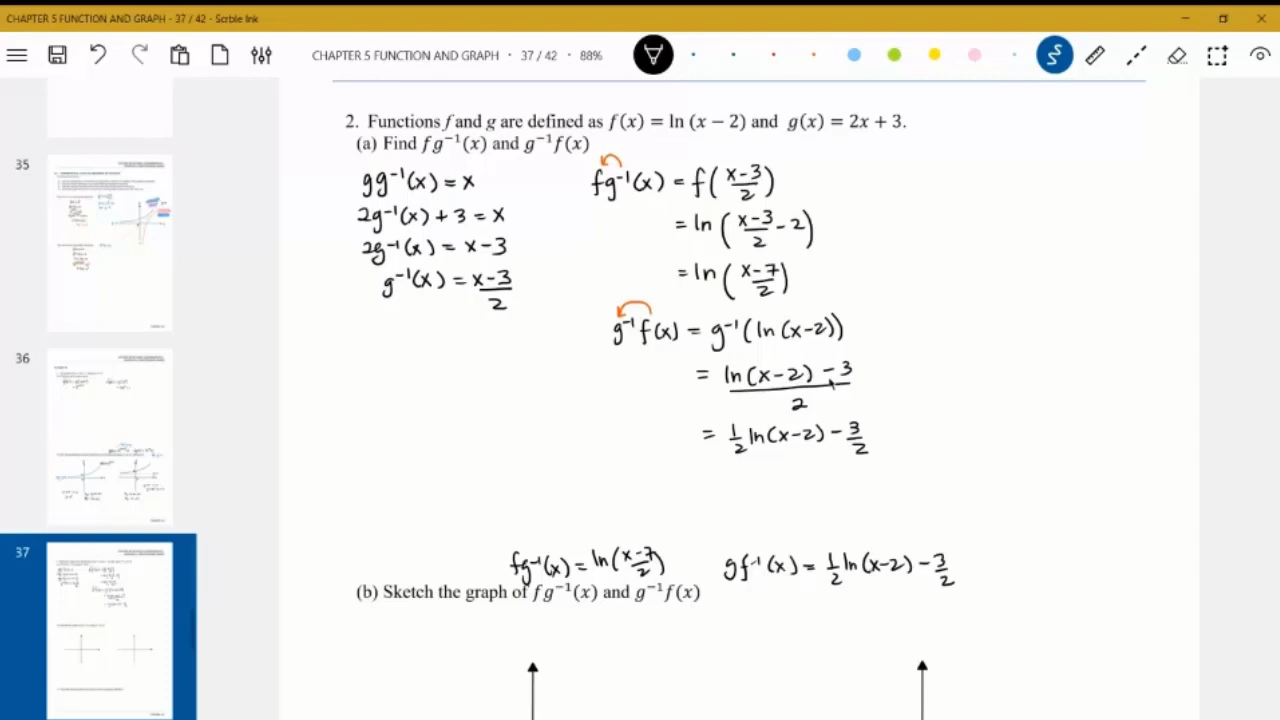 CHAPTER 5 FUNCTION AND GRAPH - 37 / 42 - Scrble Ink
CHAPTER 5 FUNCTION AND GRAPH • 37 / 42 • 88%
35
36
37
2. Functions f and g are defined as f(x) = ln (x − 2) and g(x) = 2x + 3.
(a) Find fg⁻¹(x) and g⁻¹f(x)
gg⁻¹(x) = x
2g⁻¹(x) + 3 = x
2g⁻¹(x) = x − 3
g⁻¹(x) = (x−3)/2
fg⁻¹(x) = f((x−3)/2)
= ln((x−3)/2 − 2)
= ln((x−7)/2)
g⁻¹f(x) = g⁻¹(ln(x−2))
= (ln(x−2) − 3)/2
= 1/2 ln(x−2) − 3/2
fg⁻¹(x) = ln((x−7)/2) gf⁻¹(x) = 1/2 ln(x−2) − 3/2
(b) Sketch the graph of fg⁻¹(x) and g⁻¹f(x)